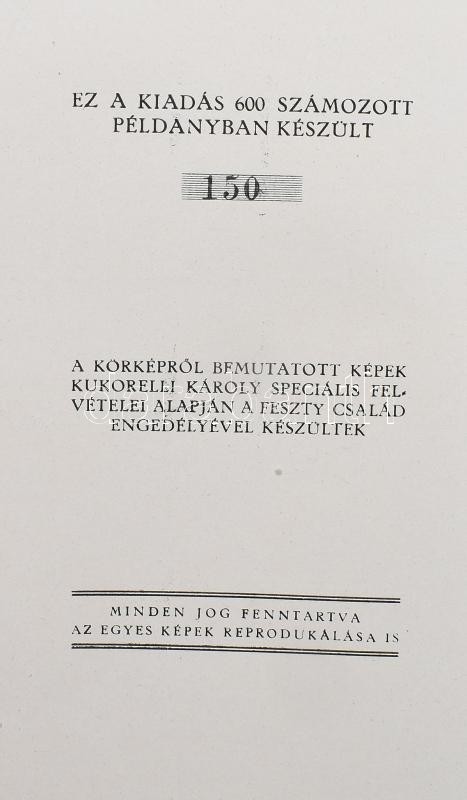 EZ A KIADÁS 600 SZÁMOZOTT
PÉLDÁNYBAN KÉSZÜLT
150
A KÖRKÉPRŐL BEMUTATOTT KÉPEK
KUKORELLI KÁROLY SPECIÁLIS FEL-
VÉTELEI ALAPJÁN A FESZTY CSALÁD
ENGEDÉLYÉVEL KÉSZÜLTEK
MINDEN JOG FENNTARTVA
AZ EGYES KÉPEK REPRODUKÁLÁSA IS